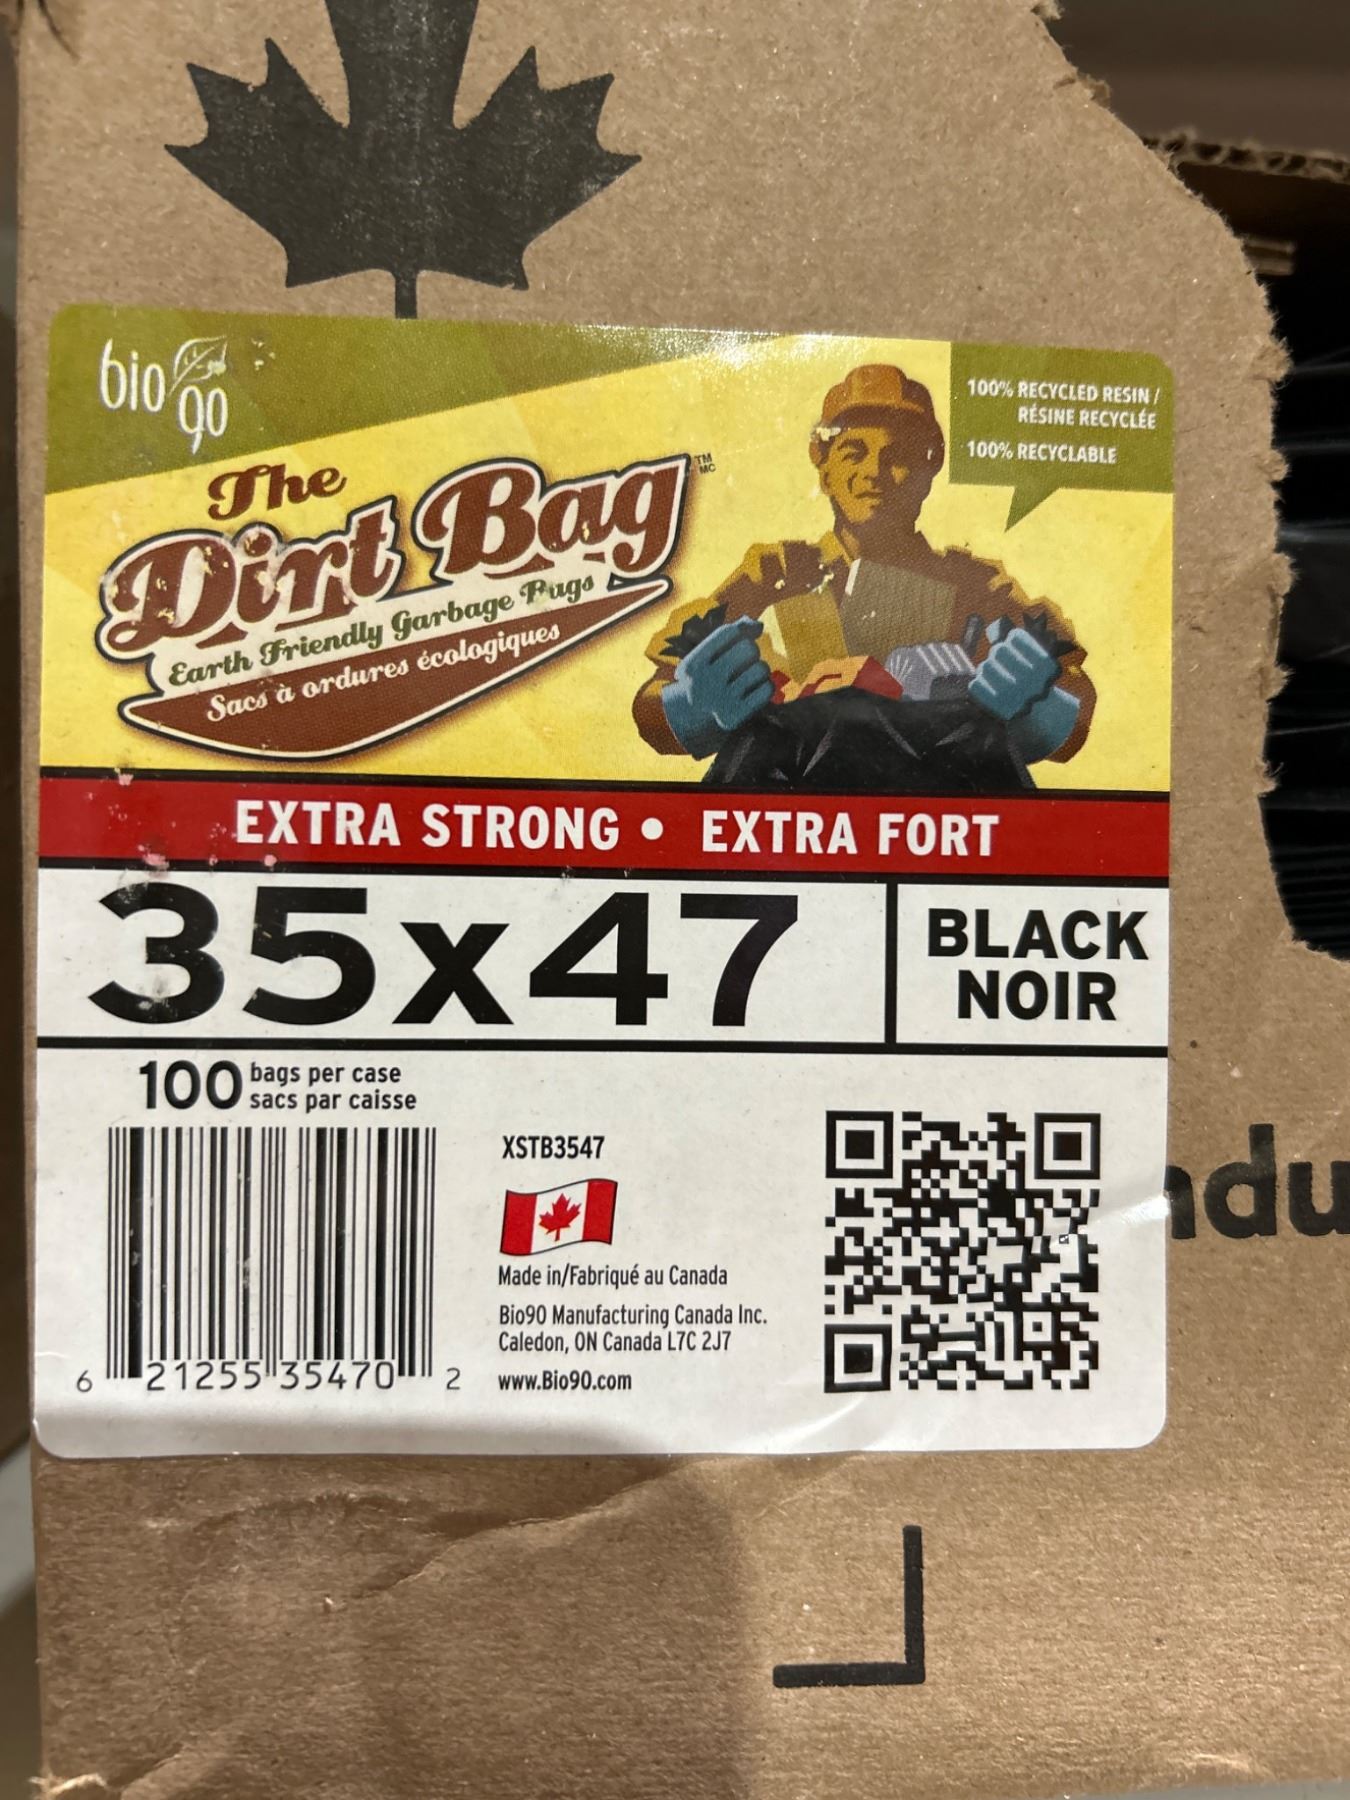 bio 90
100% RECYCLED RESIN /
RÉSINE RECYCLÉE
100% RECYCLABLE
The
Dirt Bag TM MC
Earth Friendly Garbage Bags
Sacs à ordures écologiques
EXTRA STRONG • EXTRA FORT
35x47
BLACK
NOIR
100 bags per case
sacs par caisse
XSTB3547
Made in/Fabriqué au Canada
Bio90 Manufacturing Canada Inc.
Caledon, ON Canada L7C 2J7
www.Bio90.com
6 21255 35470 2
ndu